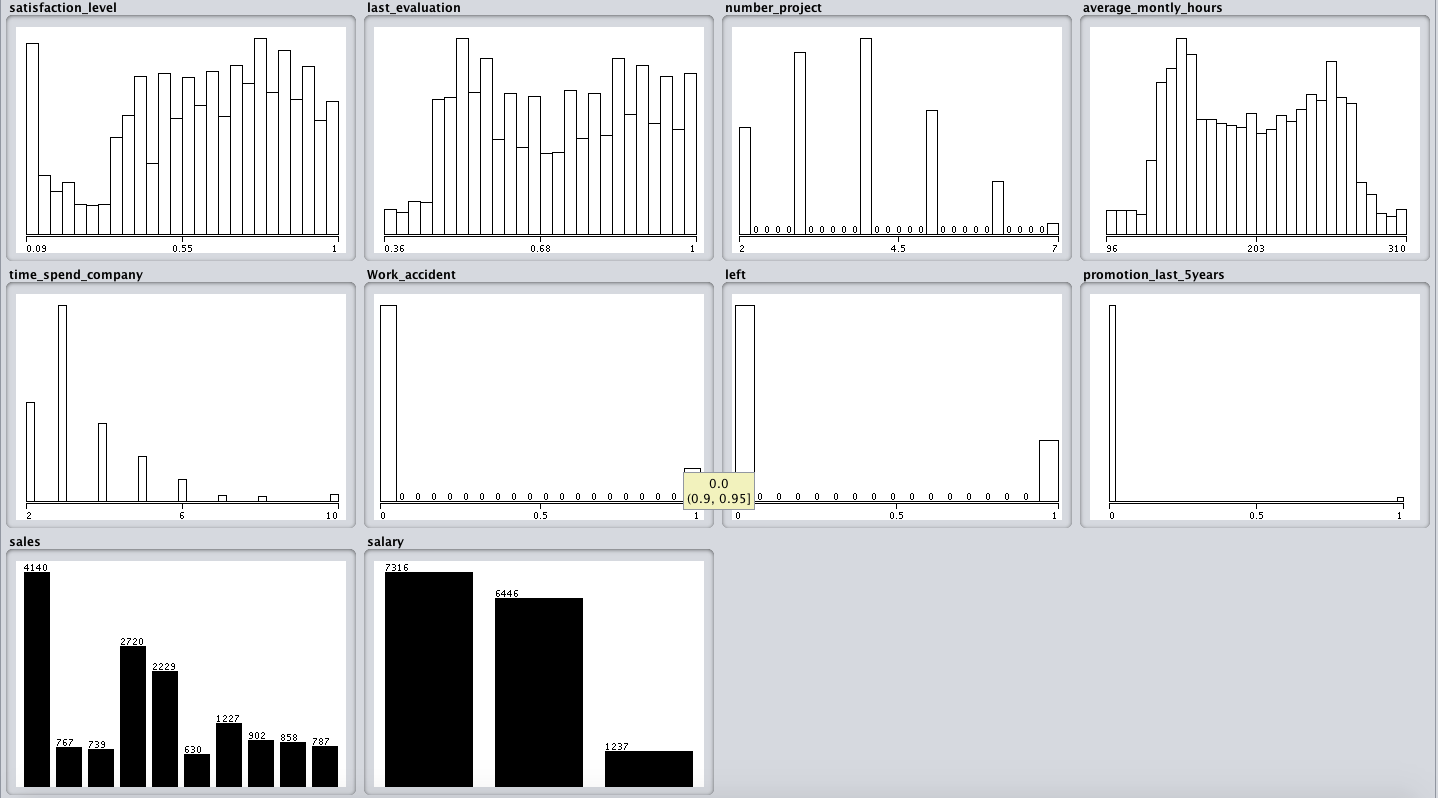 satisfaction_level
last_evaluation
number_project
average_montly_hours
0 0 0 0 0 0 0 0 0 0 0 0 0 0 0 0 0 0 0 0 0 0 0
0.09 0.55 1
0.36 0.68 1
2 4.5 7
96 203 310
time_spend_company
Work_accident
left
promotion_last_5years
0 0 0 0 0 0 0 0 0 0 0 0 0 0 0 0 0 0
0.0
(0.9, 0.95]
0 0 0 0 0 0 0 0 0 0 0 0 0 0 0
2 6 10
0 0.5 1
0 0.5 1
0 0.5 1
sales
salary
4140
767
739
2720
2229
630
1227
902
858
787
7316
6446
1237